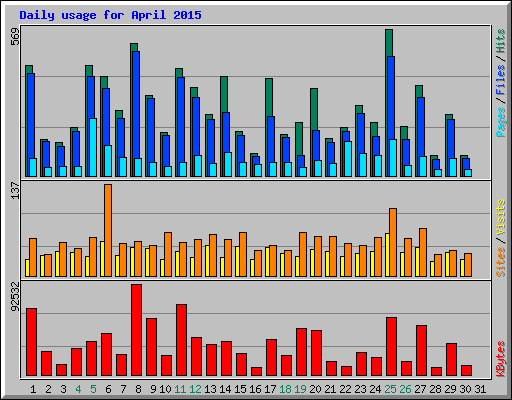 Daily usage for April 2015
569
Pages / Files / Hits
137
Sites / Visits
92532
KBytes
1 2 3 4 5 6 7 8 9 10 11 12 13 14 15 16 17 18 19 20 21 22 23 24 25 26 27 28 29 30 31